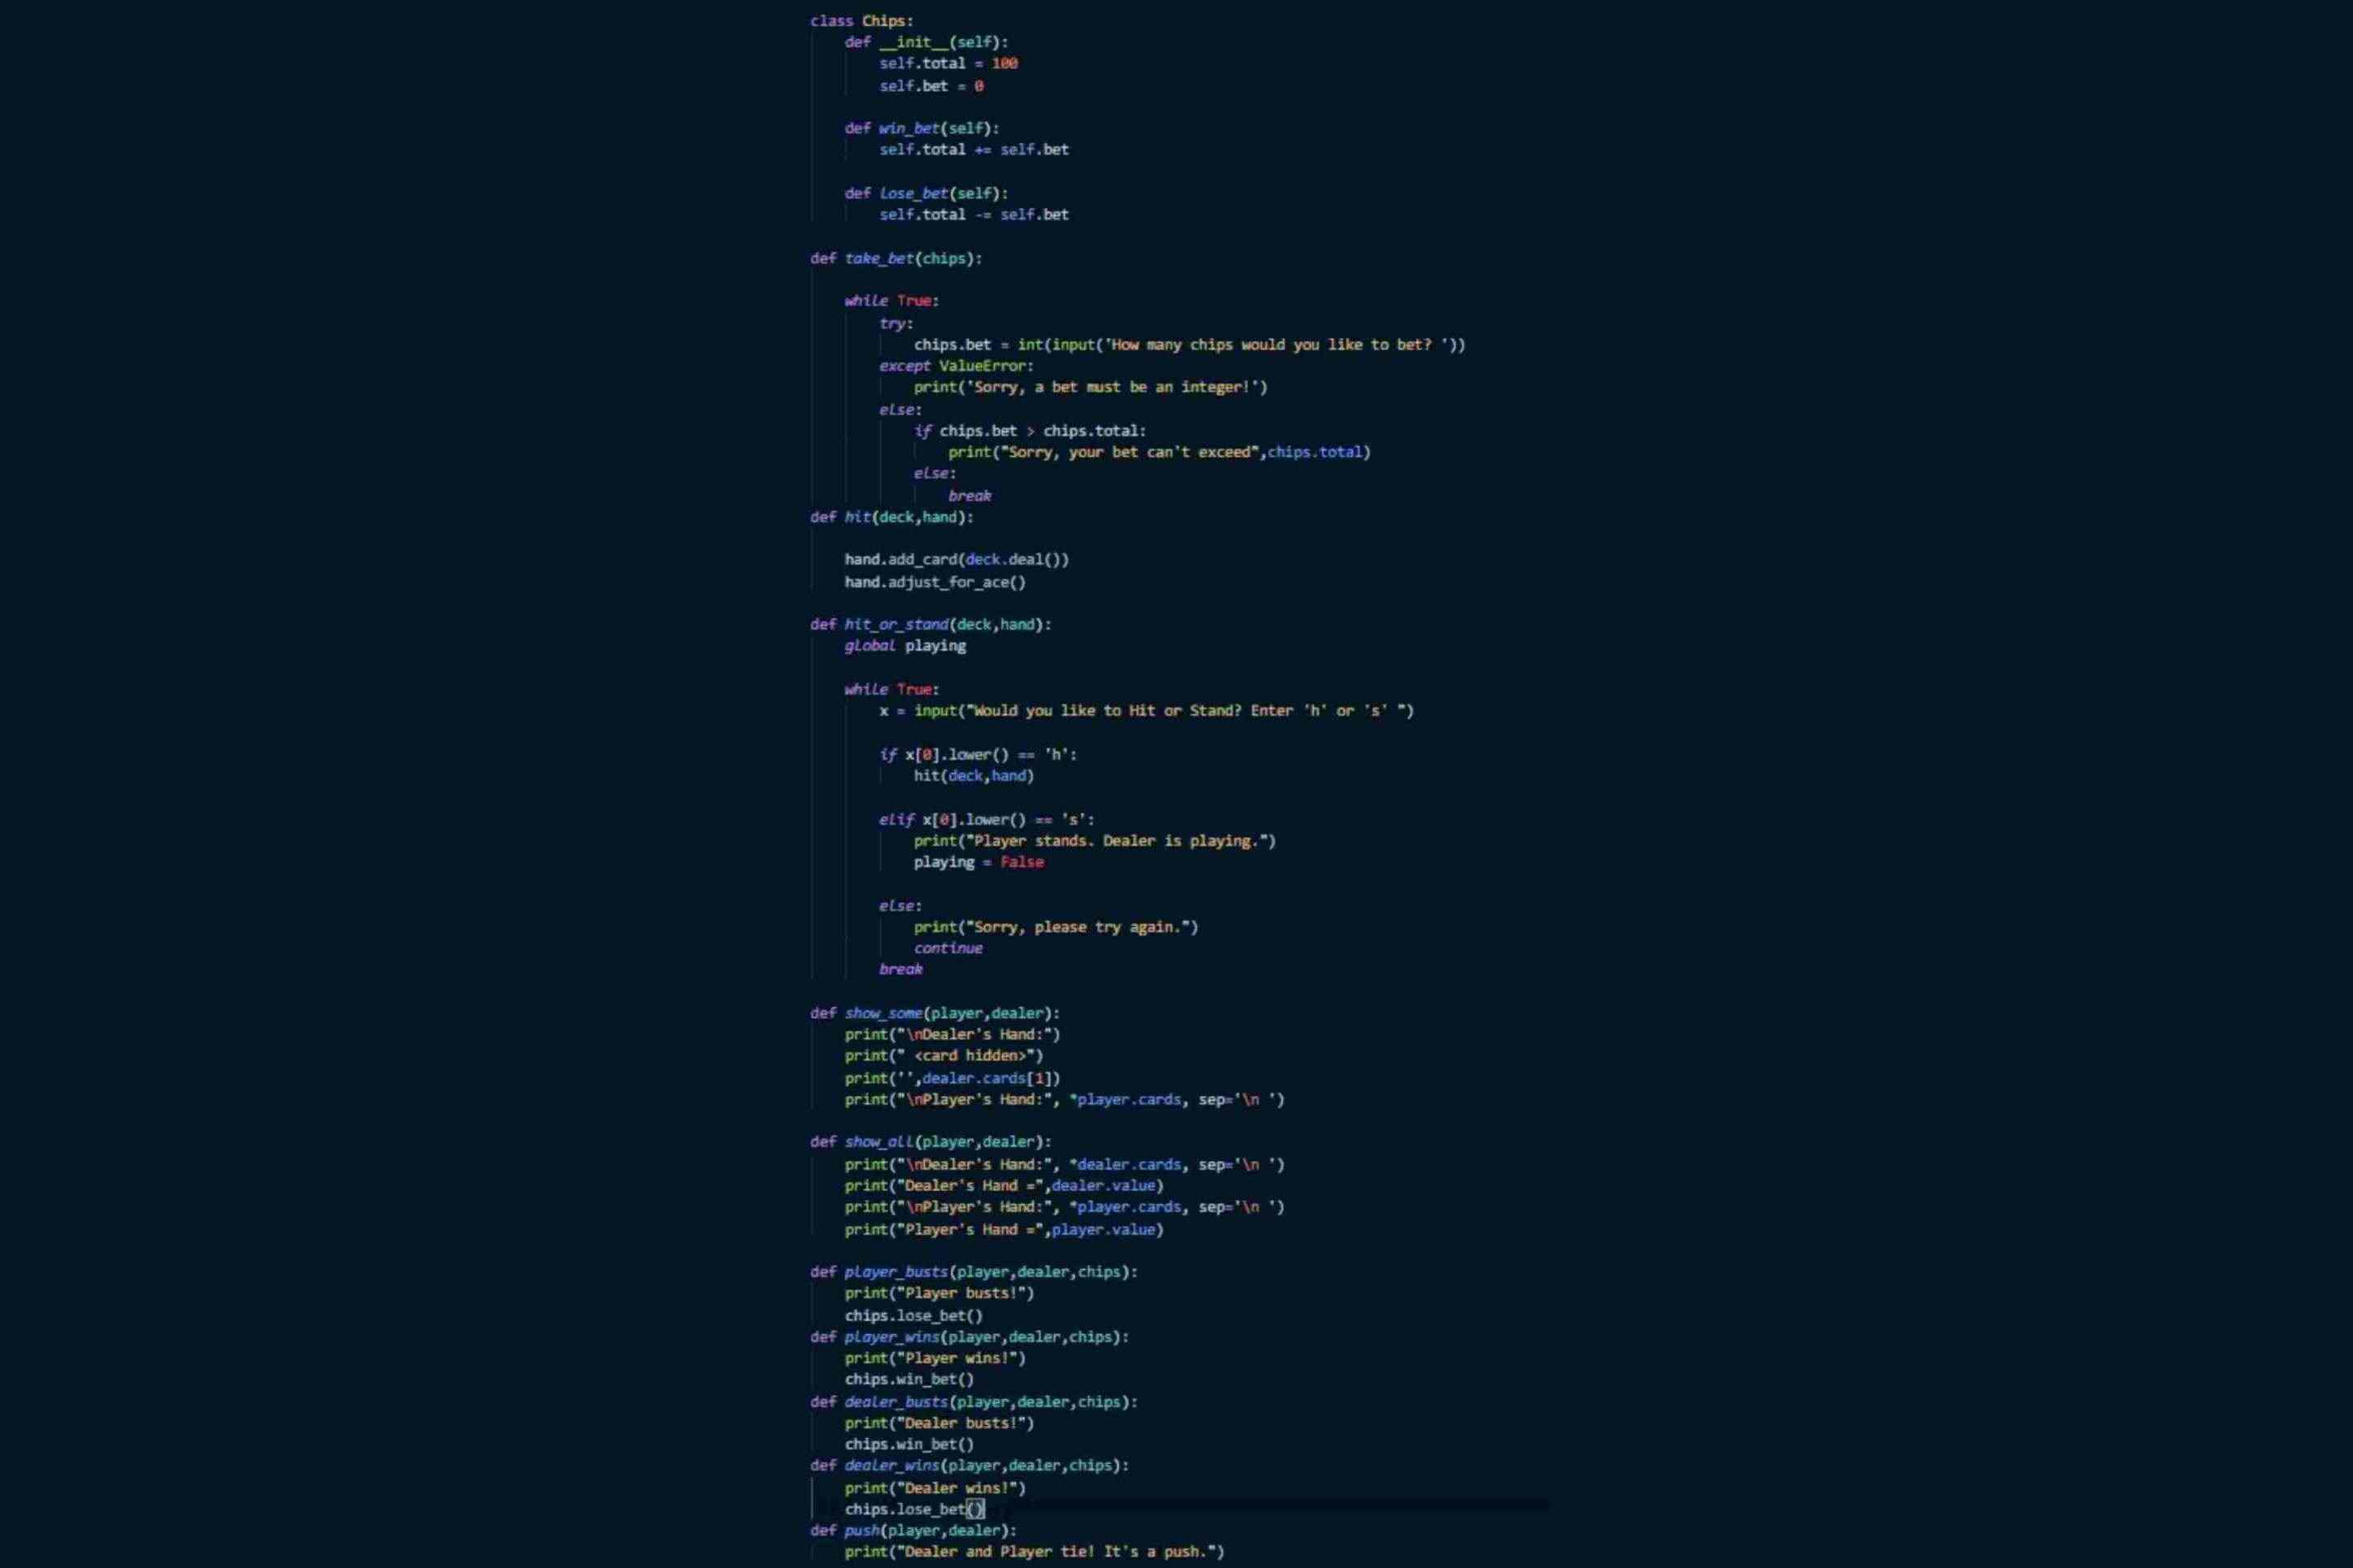 class Chips:
    def __init__(self):
        self.total = 100
        self.bet = 0

    def win_bet(self):
        self.total += self.bet

    def lose_bet(self):
        self.total -= self.bet

def take_bet(chips):

    while True:
        try:
            chips.bet = int(input('How many chips would you like to bet? '))
        except ValueError:
            print('Sorry, a bet must be an integer!')
        else:
            if chips.bet > chips.total:
                print("Sorry, your bet can't exceed",chips.total)
            else:
                break
def hit(deck,hand):

    hand.add_card(deck.deal())
    hand.adjust_for_ace()

def hit_or_stand(deck,hand):
    global playing

    while True:
        x = input("Would you like to Hit or Stand? Enter 'h' or 's' ")

        if x[0].lower() == 'h':
            hit(deck,hand)

        elif x[0].lower() == 's':
            print("Player stands. Dealer is playing.")
            playing = False

        else:
            print("Sorry, please try again.")
            continue
        break

def show_some(player,dealer):
    print("\nDealer's Hand:")
    print(" <card hidden>")
    print('',dealer.cards[1])
    print("\nPlayer's Hand:", *player.cards, sep='\n ')

def show_all(player,dealer):
    print("\nDealer's Hand:", *dealer.cards, sep='\n ')
    print("Dealer's Hand =",dealer.value)
    print("\nPlayer's Hand:", *player.cards, sep='\n ')
    print("Player's Hand =",player.value)

def player_busts(player,dealer,chips):
    print("Player busts!")
    chips.lose_bet()
def player_wins(player,dealer,chips):
    print("Player wins!")
    chips.win_bet()
def dealer_busts(player,dealer,chips):
    print("Dealer busts!")
    chips.win_bet()
def dealer_wins(player,dealer,chips):
    print("Dealer wins!")
    chips.lose_bet()
def push(player,dealer):
    print("Dealer and Player tie! It's a push.")